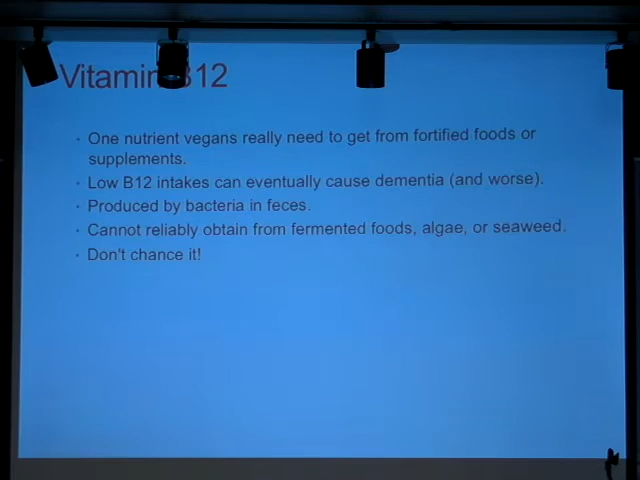 Vitamin B12
· One nutrient vegans really need to get from fortified foods or
supplements.
· Low B12 intakes can eventually cause dementia (and worse).
· Produced by bacteria in feces.
· Cannot reliably obtain from fermented foods, algae, or seaweed.
· Don't chance it!